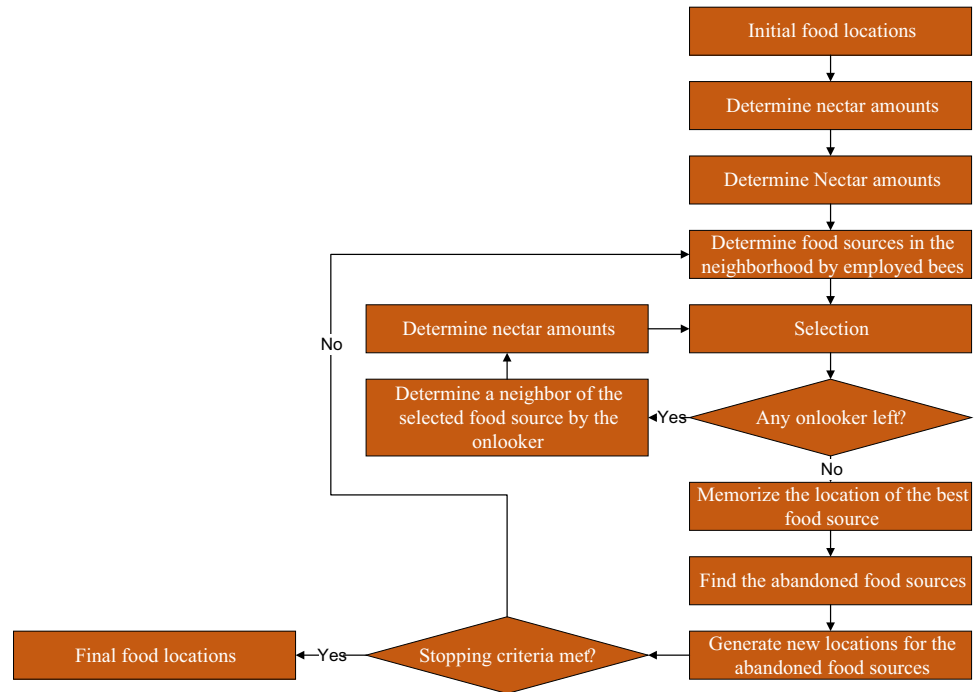 Initial food locations
Determine nectar amounts
Determine Nectar amounts
Determine food sources in the
neighborhood by employed bees
Determine nectar amounts
Selection
No
Determine a neighbor of the
selected food source by the
onlooker
Yes
Any onlooker left?
No
Memorize the location of the best
food source
Find the abandoned food sources
Final food locations
Yes
Stopping criteria met?
Generate new locations for the
abandoned food sources